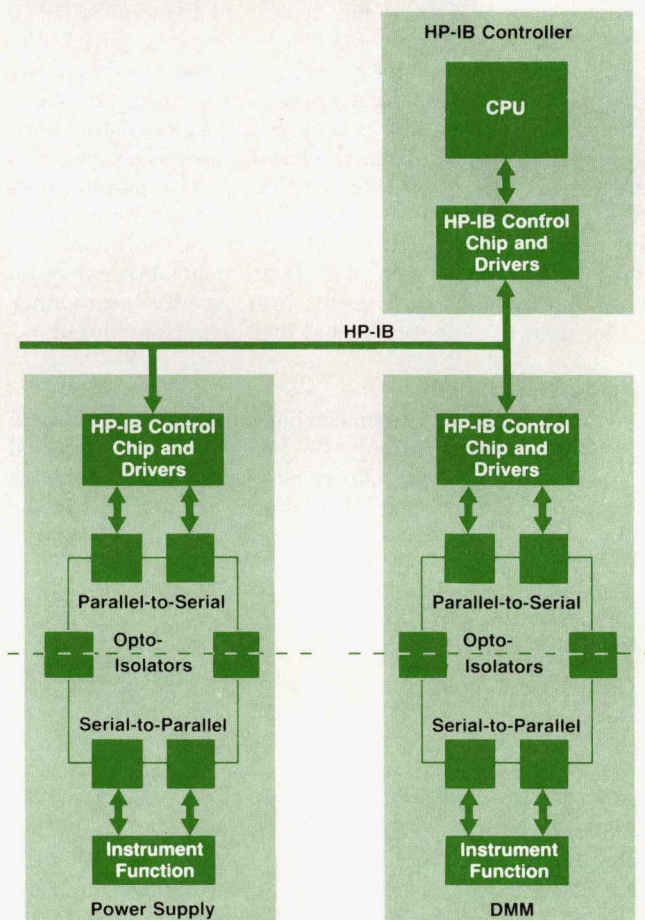 HP-IB Controller
CPU
HP-IB Control
Chip and
Drivers
HP-IB
HP-IB Control
Chip and
Drivers
Parallel-to-Serial
Opto-
Isolators
Serial-to-Parallel
Instrument
Function
Power Supply
HP-IB Control
Chip and
Drivers
Parallel-to-Serial
Opto-
Isolators
Serial-to-Parallel
Instrument
Function
DMM